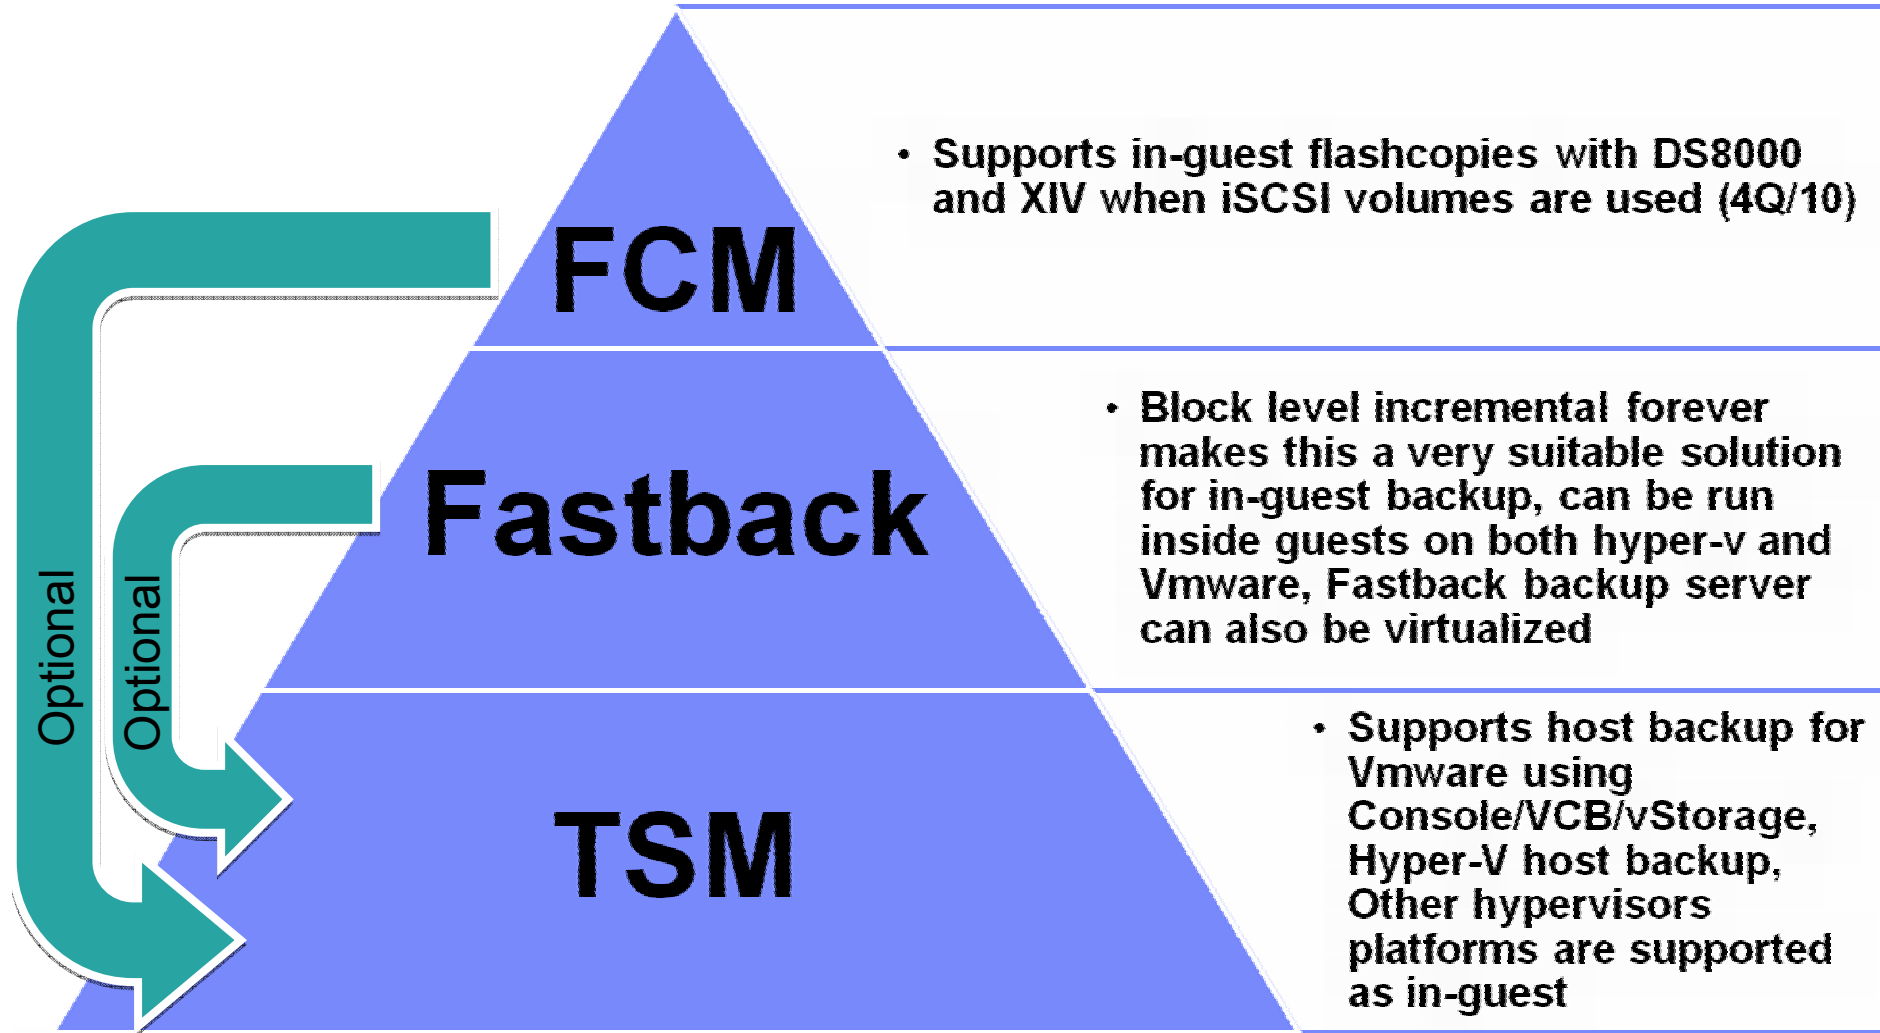 • Supports in-guest flashcopies with DS8000
and XIV when iSCSI volumes are used (4Q/10)
FCM
• Block level incremental forever
makes this a very suitable solution
for in-guest backup, can be run
inside guests on both hyper-v and
Vmware, Fastback backup server
can also be virtualized
Fastback
Optional
Optional
• Supports host backup for
Vmware using
Console/VCB/vStorage,
Hyper-V host backup,
Other hypervisors
platforms are supported
as in-guest
TSM